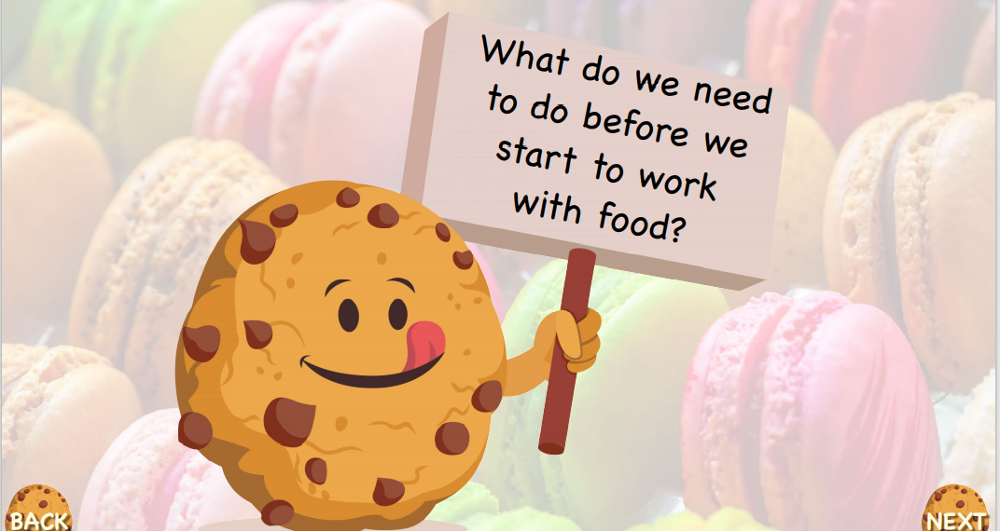 What do we need
to do before we
start to work
with food?
BACK
NEXT